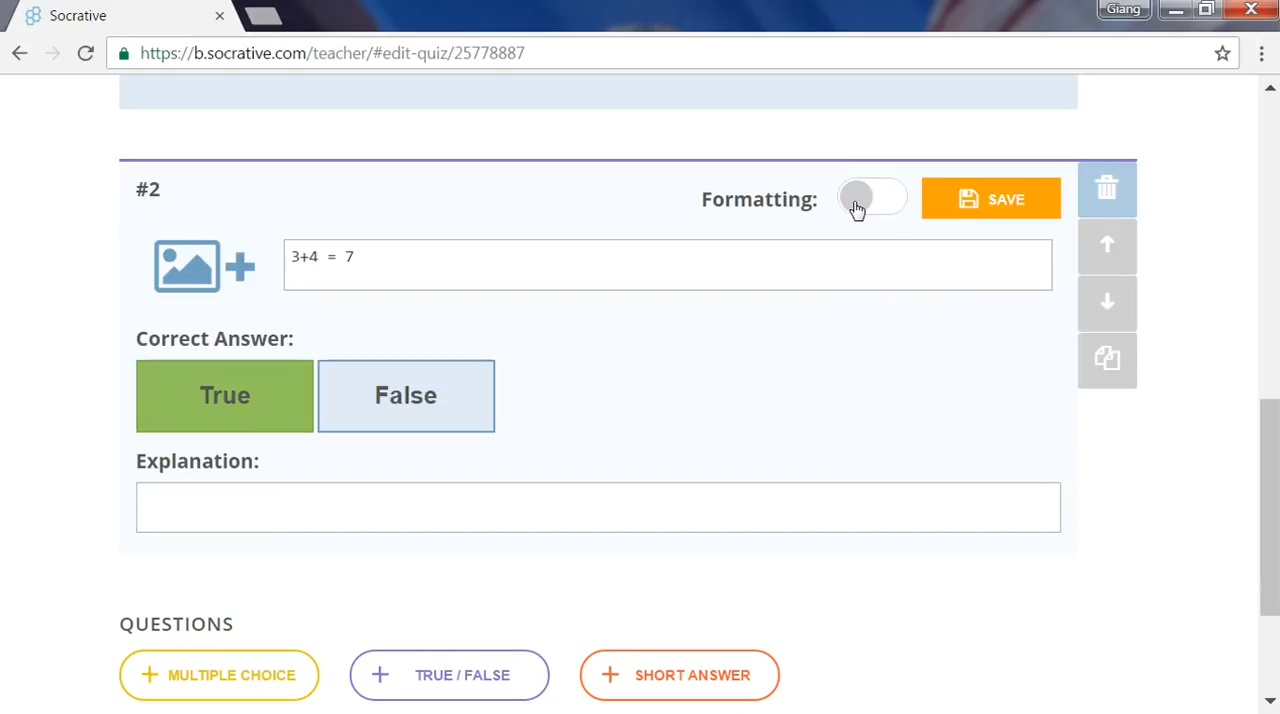 Socrative
Giang
https://b.socrative.com/teacher/#edit-quiz/25778887
#2
Formatting:
SAVE
3+4 = 7
Correct Answer:
True
False
Explanation:
QUESTIONS
+ MULTIPLE CHOICE
+ TRUE / FALSE
+ SHORT ANSWER